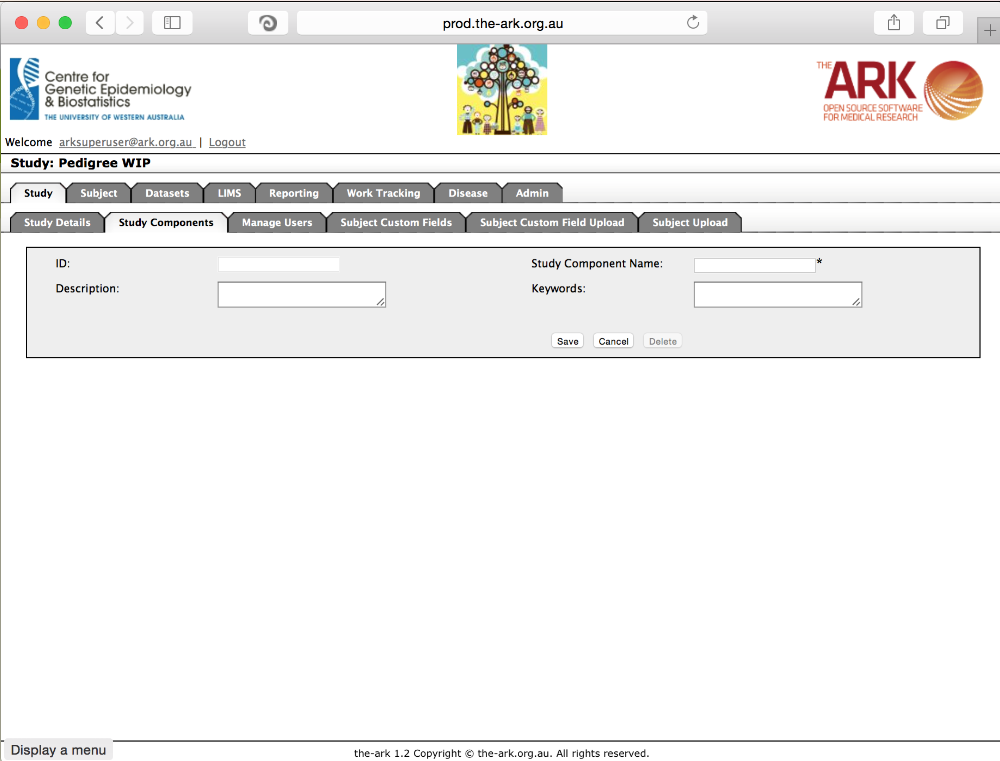 prod.the-ark.org.au
Centre for
Genetic Epidemiology
& Biostatistics
THE UNIVERSITY OF WESTERN AUSTRALIA
THE ARK
OPEN SOURCE SOFTWARE
FOR MEDICAL RESEARCH
Welcome arksuperuser@ark.org.au | Logout
Study: Pedigree WIP
Study Subject Datasets LIMS Reporting Work Tracking Disease Admin
Study Details Study Components Manage Users Subject Custom Fields Subject Custom Field Upload Subject Upload
ID: Study Component Name: *
Description: Keywords:
Save Cancel Delete
Display a menu
the-ark 1.2 Copyright © the-ark.org.au. All rights reserved.